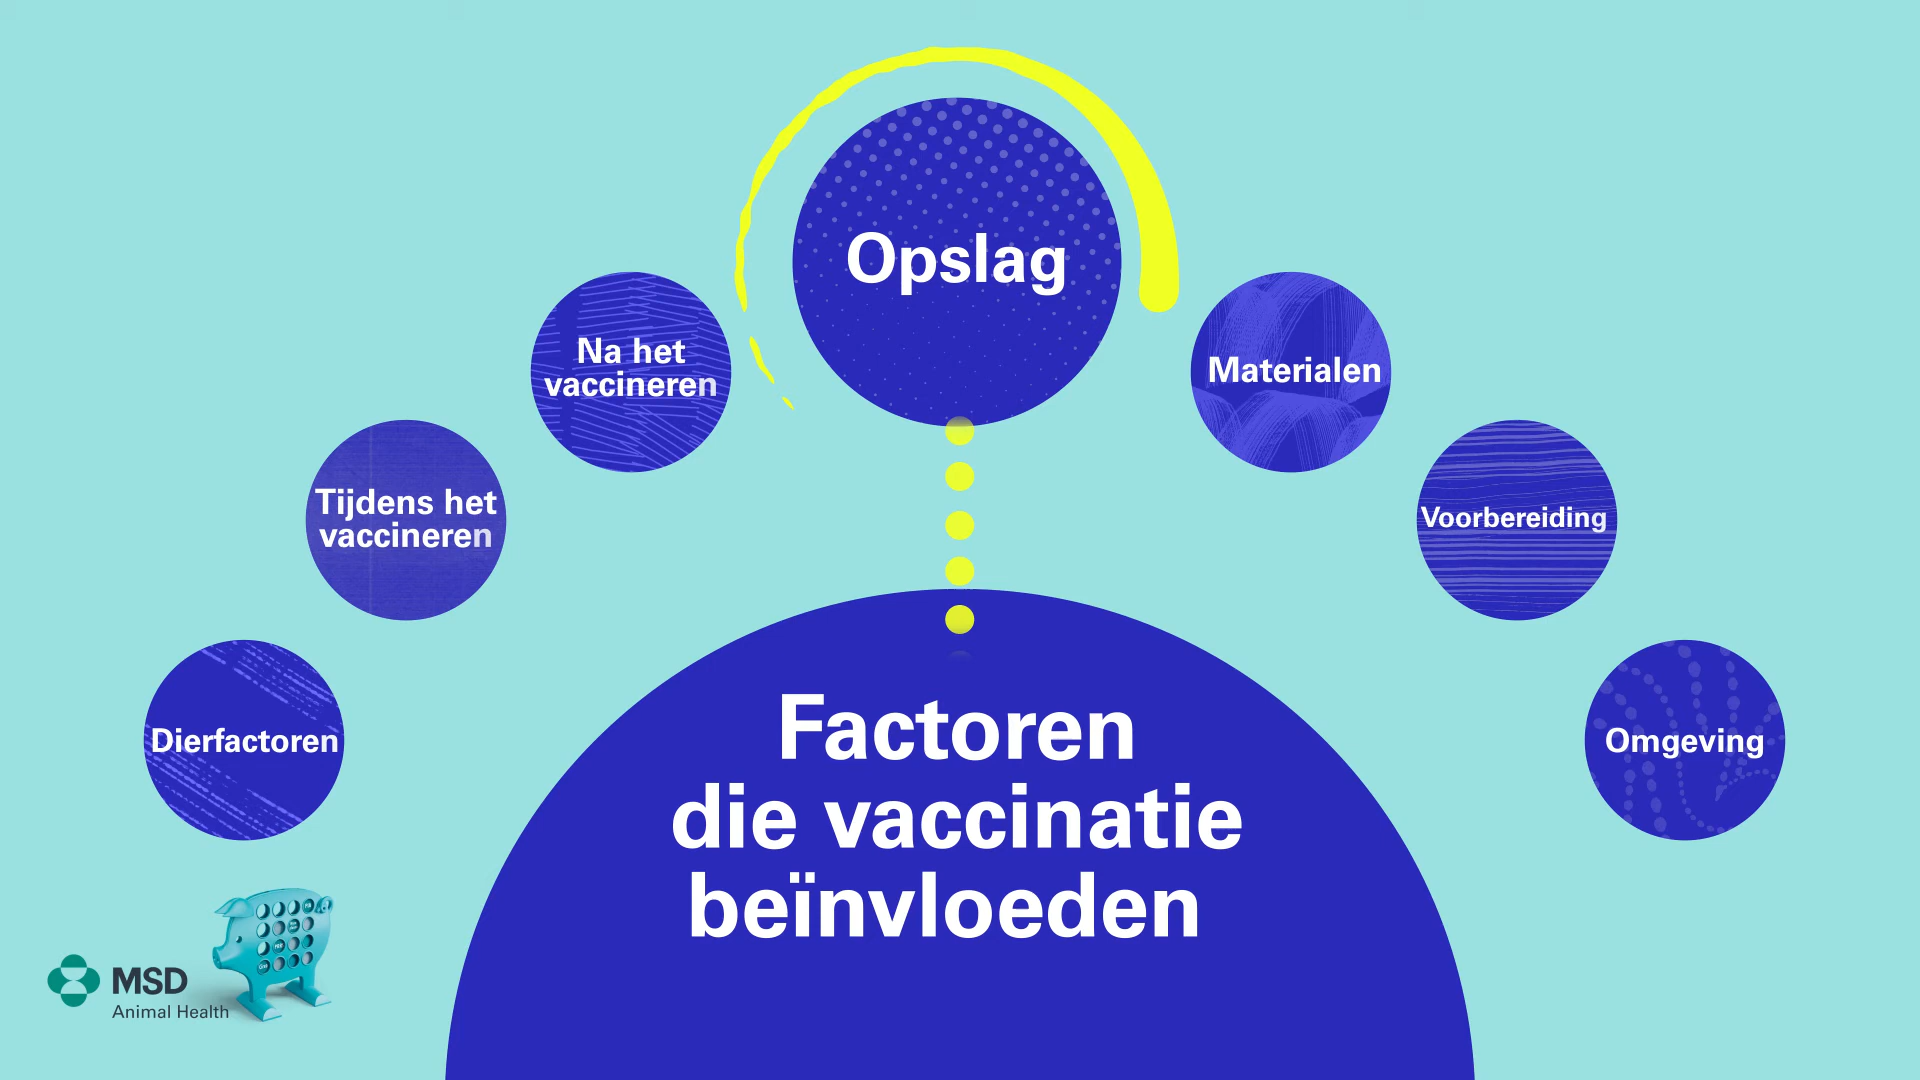 Opslag
Na het
vaccineren
Materialen
Tijdens het
vaccineren
Voorbereiding
Dierfactoren
Omgeving
Factoren
die vaccinatie
beïnvloeden
MSD
Animal Health